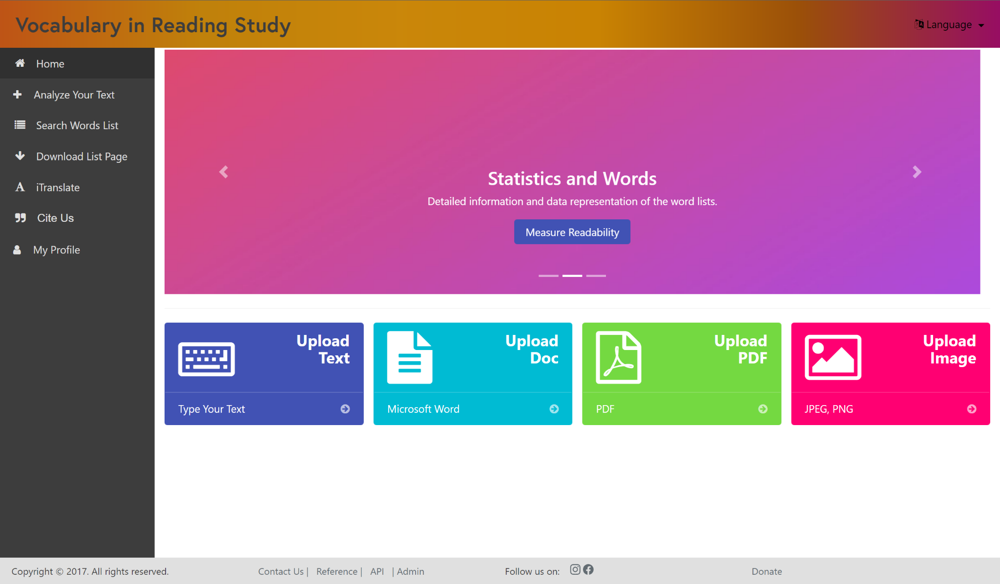 Vocabulary in Reading Study
Language
Home
Analyze Your Text
Search Words List
Download List Page
iTranslate
Cite Us
My Profile
Statistics and Words
Detailed information and data representation of the word lists.
Measure Readability
Upload
Text
Type Your Text
Upload
Doc
Microsoft Word
Upload
PDF
PDF
Upload
Image
JPEG, PNG
Copyright © 2017. All rights reserved.
Contact Us | Reference | API | Admin
Follow us on:
Donate